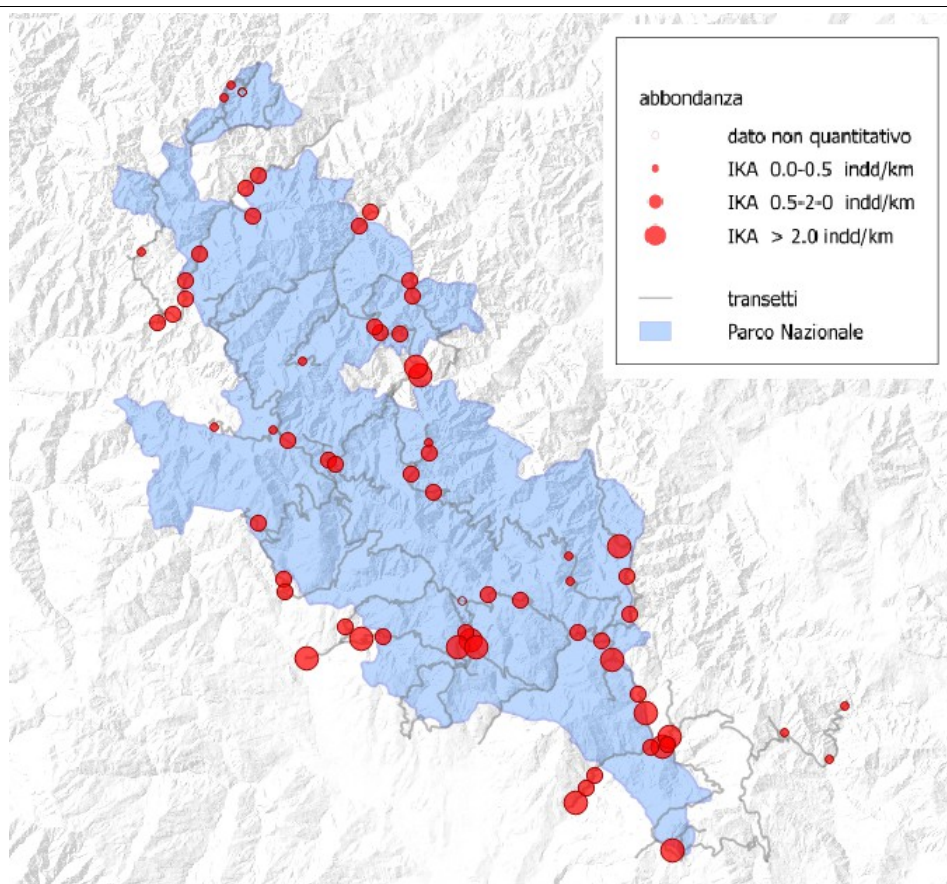 abbondanza
dato non quantitativo
IKA 0.0-0.5 indd/km
IKA 0.5-2-0 indd/km
IKA > 2.0 indd/km
transetti
Parco Nazionale